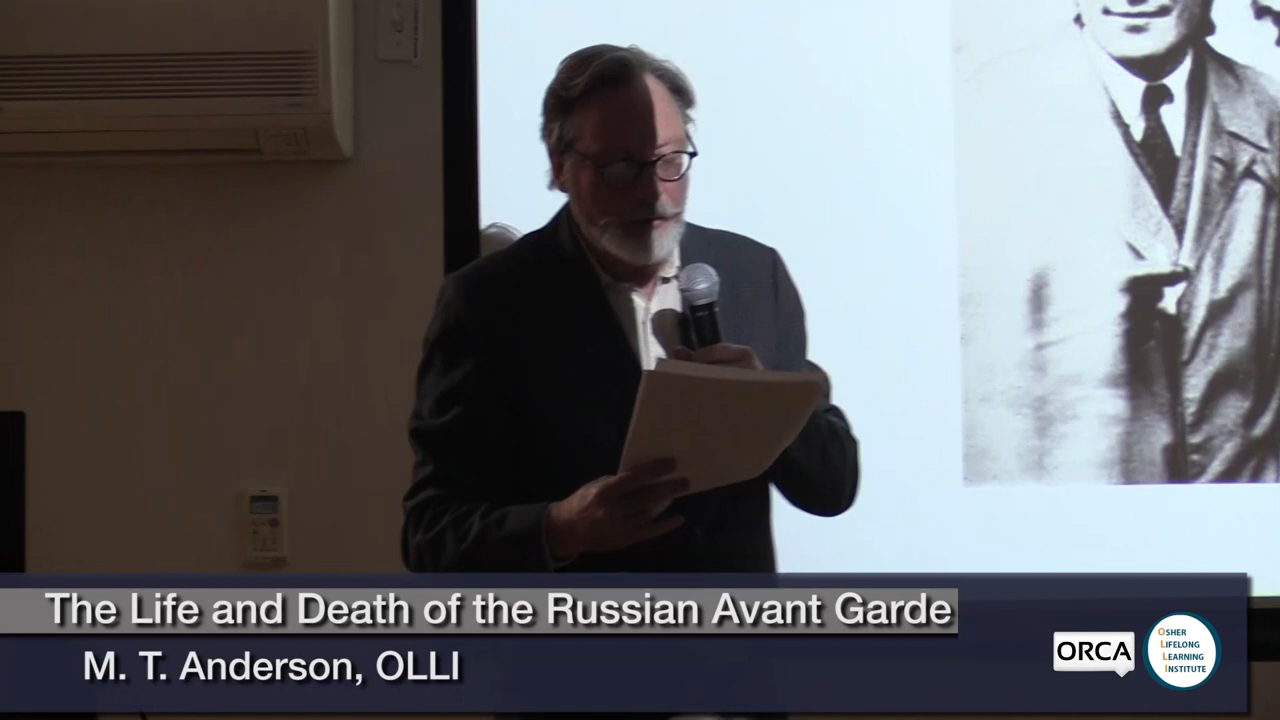 The Life and Death of the Russian Avant Garde
M. T. Anderson, OLLI
ORCA
OSHER
LIFELONG
LEARNING
INSTITUTE